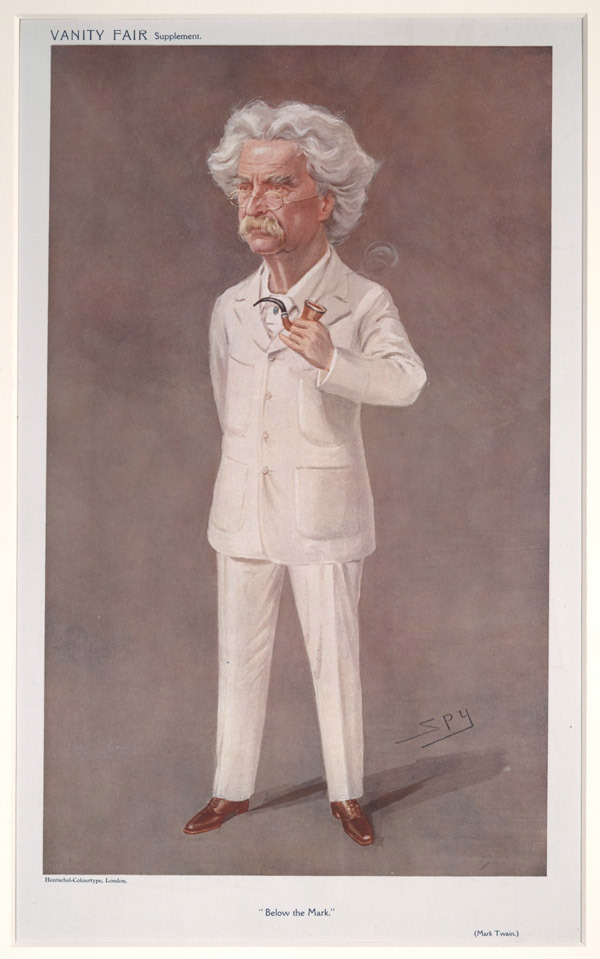 VANITY FAIR Supplement.
Spy
Hentschel-Colourtype, London.
"Below the Mark."
(Mark Twain.)